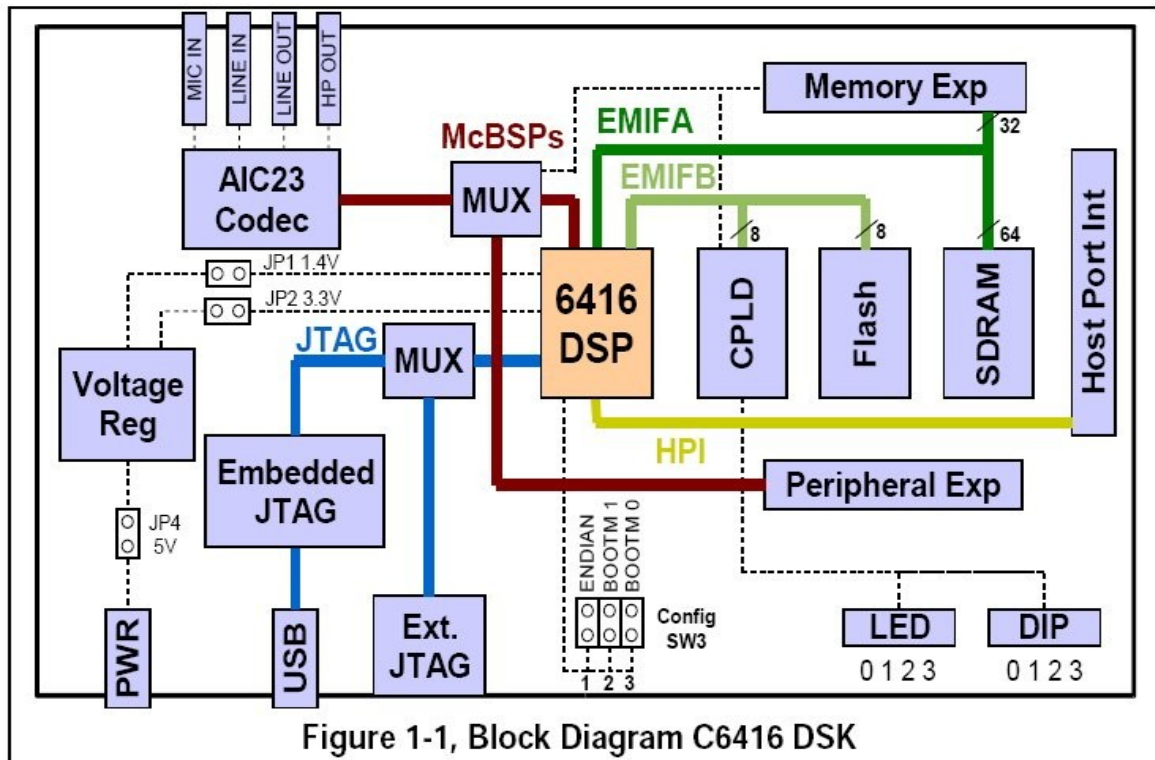 MIC IN
LINE IN
LINE OUT
HP OUT
Memory Exp
32
EMIFA
McBSPs
AIC23
Codec
MUX
EMIFB
8
8
64
JP1 1.4V
JP2 3.3V
6416
DSP
CPLD
Flash
SDRAM
Host Port Int
JTAG
MUX
Voltage
Reg
HPI
Embedded
JTAG
Peripheral Exp
JP4
5V
ENDIAN
BOOTM 1
BOOTM 0
Config
SW3
1 2 3
PWR
USB
Ext.
JTAG
LED
DIP
0 1 2 3
0 1 2 3
Figure 1-1, Block Diagram C6416 DSK